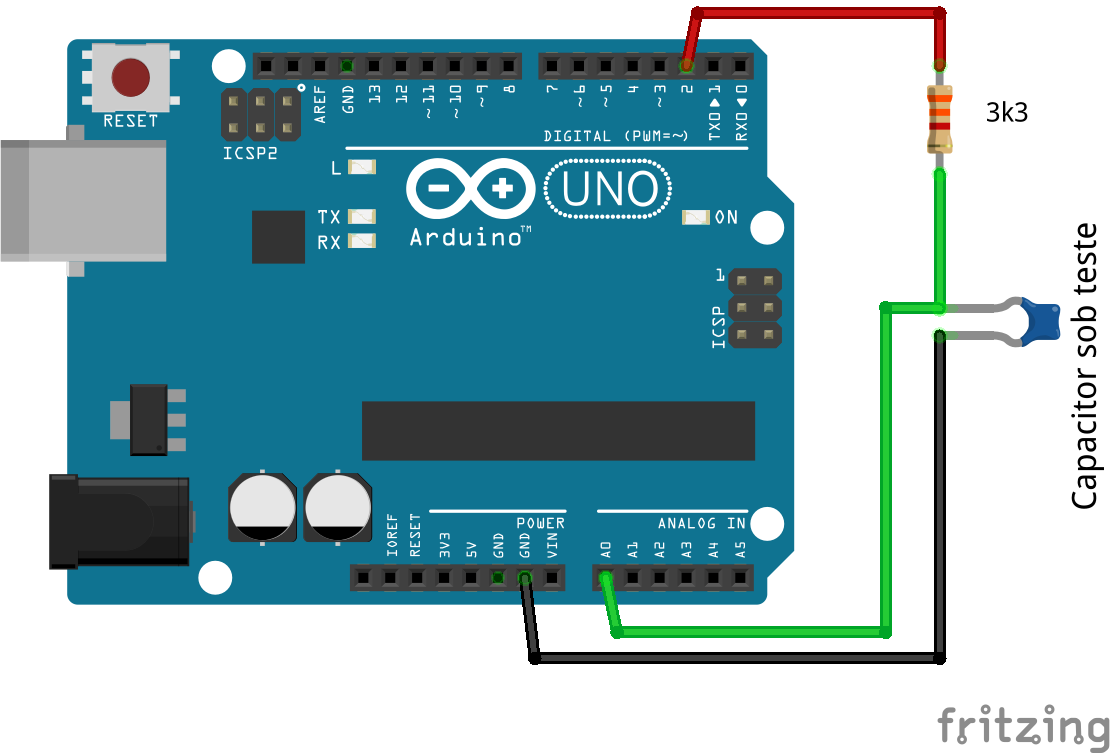 RESET
ICSP2
AREF
GND
13
12
~11
~10
~9
8
7
~6
~5
4
~3
2
TX0▶1
RX0◀0
DIGITAL (PWM=~)
3k3
L
TX
RX
UNO
ON
Arduino™
1
ICSP
Capacitor sob teste
POWER
ANALOG IN
IOREF
RESET
3V3
5V
GND
GND
VIN
A0
A1
A2
A3
A4
A5
fritzing